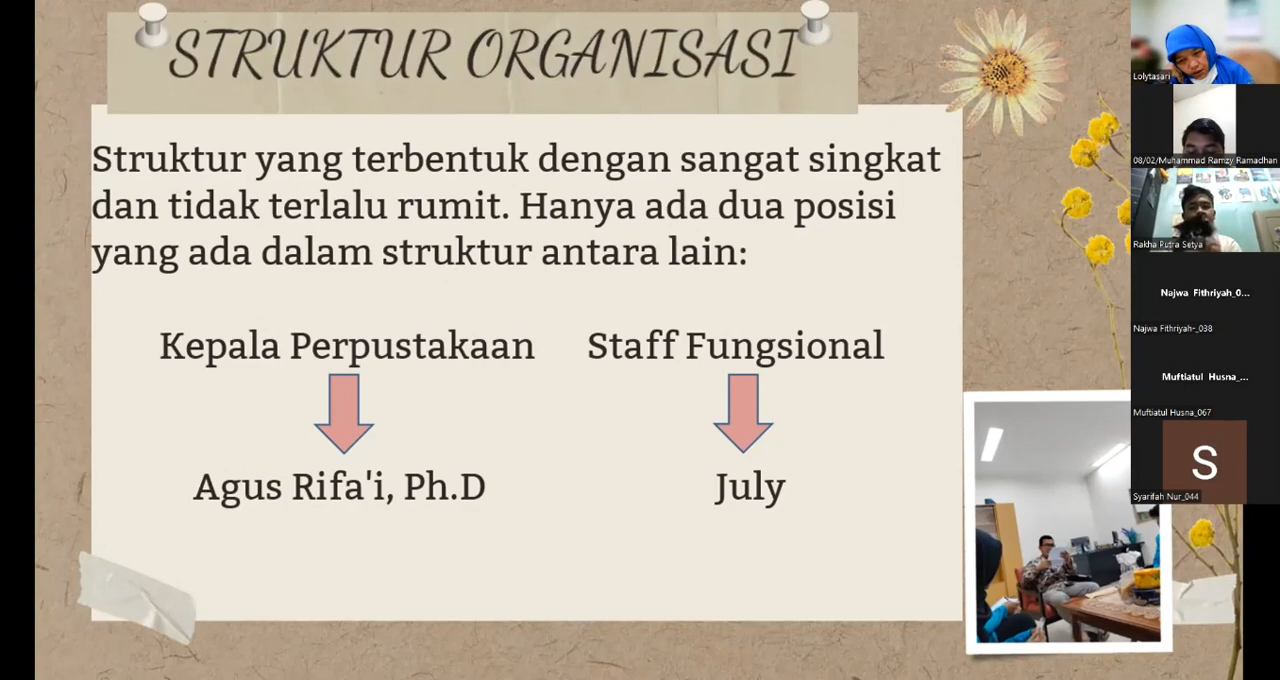 STRUKTUR ORGANISASI
Struktur yang terbentuk dengan sangat singkat
dan tidak terlalu rumit. Hanya ada dua posisi
yang ada dalam struktur antara lain:
Kepala Perpustakaan
Staff Fungsional
Agus Rifa'i, Ph.D
July
Lolytasari
08/02/Muhammad Ramzy Ramadhan
Rakha Putra Setya
Najwa Fithriyah_0...
Najwa Fithriyah-_038
Muftiatul Husna_...
Muftiatul Husna_067
S
Syarifah Nur_044